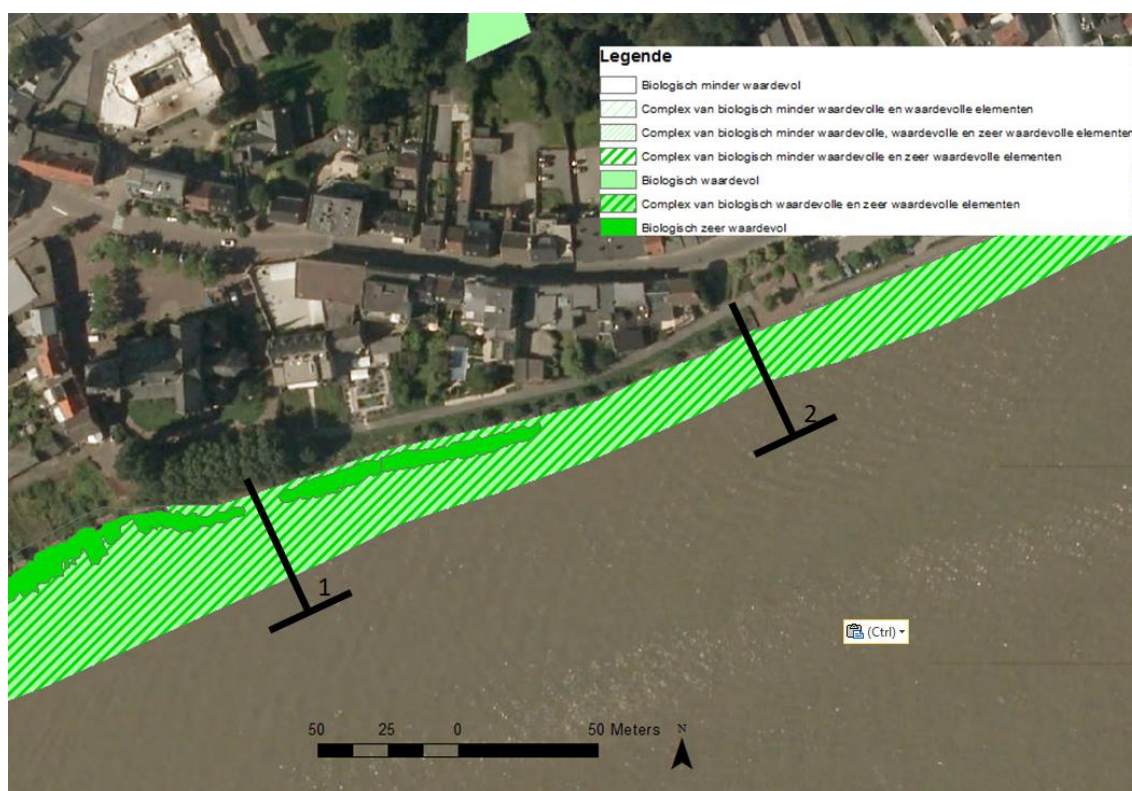 Legende
Biologisch minder waardevol
Complex van biologisch minder waardevolle en waardevolle elementen
Complex van biologisch minder waardevolle, waardevolle en zeer waardevolle elementen
Complex van biologisch minder waardevolle en zeer waardevolle elementen
Biologisch waardevol
Complex van biologisch waardevolle en zeer waardevolle elementen
Biologisch zeer waardevol
2
1
(Ctrl)
50 25 0 50 Meters N